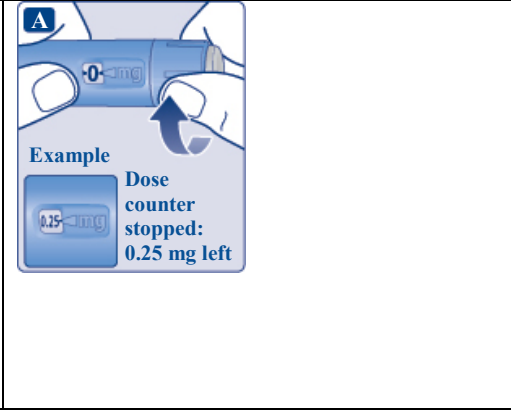 A
0 mg
Example
0.25 mg
Dose
counter
stopped:
0.25 mg left